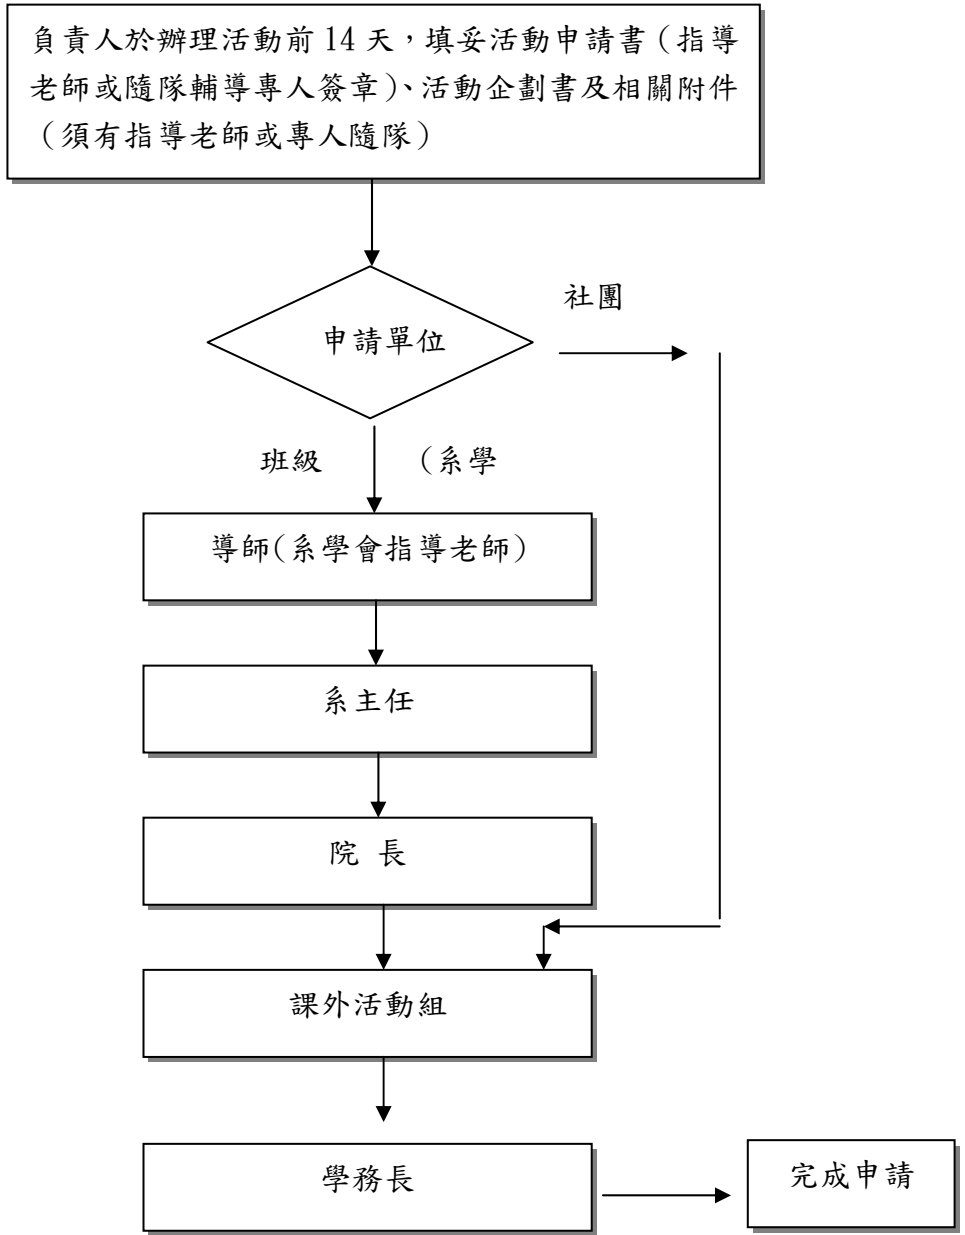 負責人於辦理活動前 14 天，填妥活動申請書（指導
老師或隨隊輔導專人簽章）、活動企劃書及相關附件
（須有指導老師或專人隨隊）
社團
申請單位
班級 （系學
導師(系學會指導老師)
系主任
院 長
課外活動組
學務長
完成申請